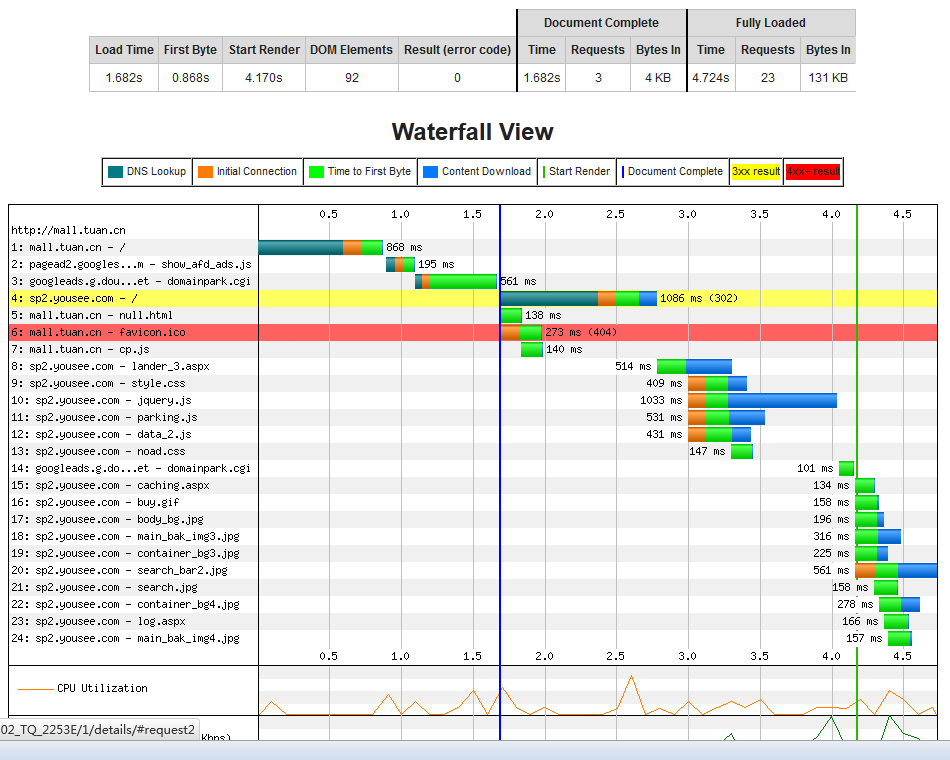 Document Complete Fully Loaded
Load Time First Byte Start Render DOM Elements Result (error code) Time Requests Bytes In Time Requests Bytes In
1.682s 0.868s 4.170s 92 0 1.682s 3 4 KB 4.724s 23 131 KB
Waterfall View
DNS Lookup Initial Connection Time to First Byte Content Download Start Render Document Complete 3xx result 4xx+ result
0.5 1.0 2.0 2.5 3.0 3.5 4.0 4.5
http://mall.tuan.cn
1: mall.tuan.cn - / 868 ms
2: pagead2.googles...m - show_afd_ads.js 195 ms
3: googleads.g.dou...et - domainpark.cgi 561 ms
4: sp2.yousee.com - / 1086 ms (302)
5: mall.tuan.cn - null.html 138 ms
6: mall.tuan.cn - favicon.ico 273 ms (404)
7: mall.tuan.cn - cp.js 140 ms
8: sp2.yousee.com - lander_3.aspx 514 ms
9: sp2.yousee.com - style.css 409 ms
10: sp2.yousee.com - jquery.js 1033 ms
11: sp2.yousee.com - parking.js 531 ms
12: sp2.yousee.com - data_2.js 431 ms
13: sp2.yousee.com - noad.css 147 ms
14: googleads.g.do...et - domainpark.cgi 101 ms
15: sp2.yousee.com - caching.aspx 134 ms
16: sp2.yousee.com - buy.gif 158 ms
17: sp2.yousee.com - body_bg.jpg 196 ms
18: sp2.yousee.com - main_bak_img3.jpg 316 ms
19: sp2.yousee.com - container_bg3.jpg 225 ms
20: sp2.yousee.com - search_bar2.jpg 561 ms
21: sp2.yousee.com - search.jpg 158 ms
22: sp2.yousee.com - container_bg4.jpg 278 ms
23: sp2.yousee.com - log.aspx 166 ms
24: sp2.yousee.com - main_bak_img4.jpg 157 ms
0.5 1.0 1.5 2.0 2.5 3.0 3.5 4.0 4.5
CPU Utilization
02_TQ_2253E/1/details/#request2
Kbps)